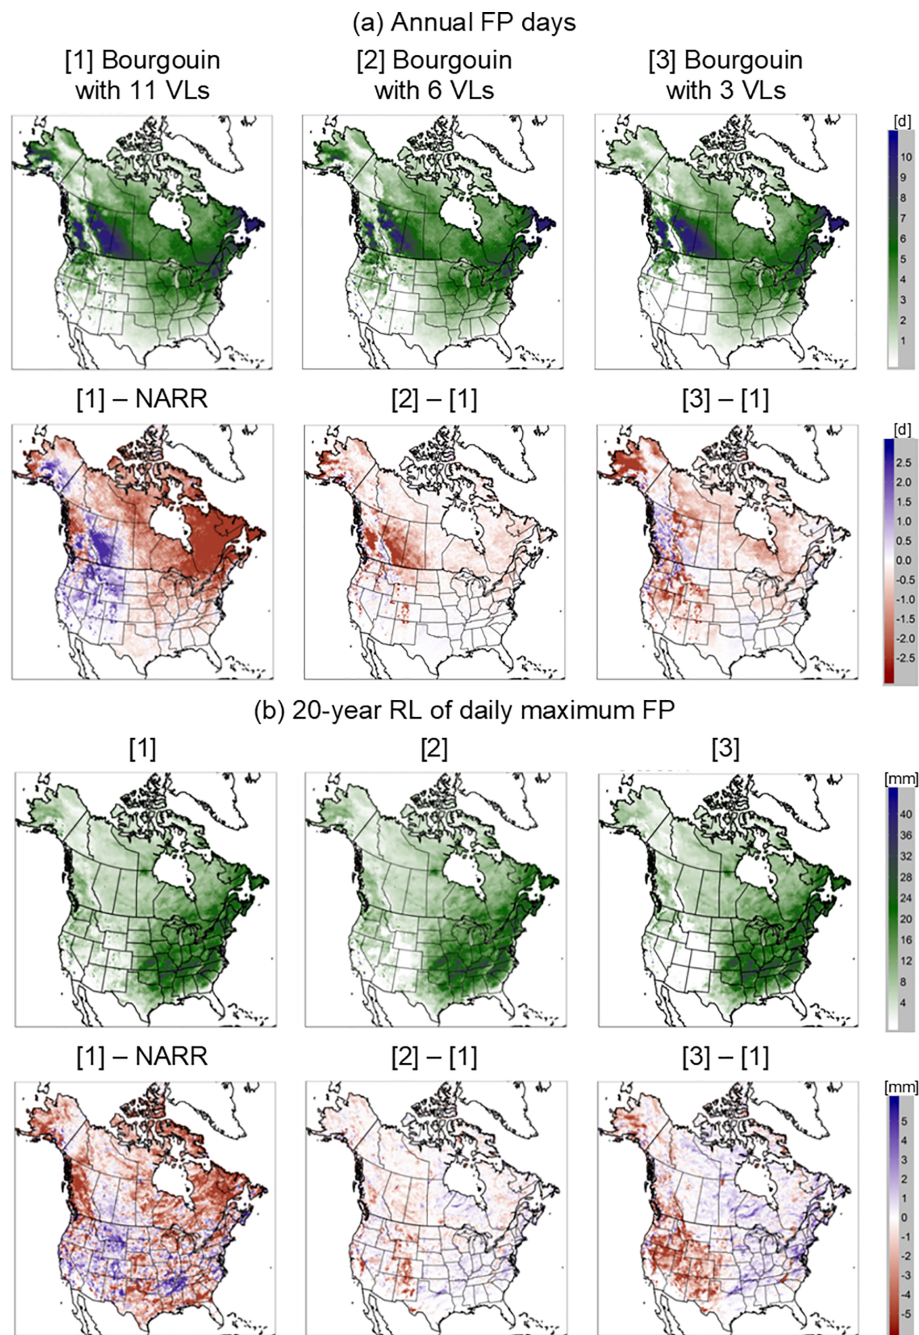 (a) Annual FP days
[1] Bourgouin
with 11 VLs
[2] Bourgouin
with 6 VLs
[3] Bourgouin
with 3 VLs
[d]
10
9
8
7
6
5
4
3
2
1
[1] – NARR
[2] – [1]
[3] – [1]
[d]
2.5
2.0
1.5
1.0
0.5
0.0
-0.5
-1.0
-1.5
-2.0
-2.5
(b) 20-year RL of daily maximum FP
[1]
[2]
[3]
[mm]
40
36
32
28
24
20
16
12
8
4
[1] – NARR
[2] – [1]
[3] – [1]
[mm]
5
4
3
2
1
0
-1
-2
-3
-4
-5